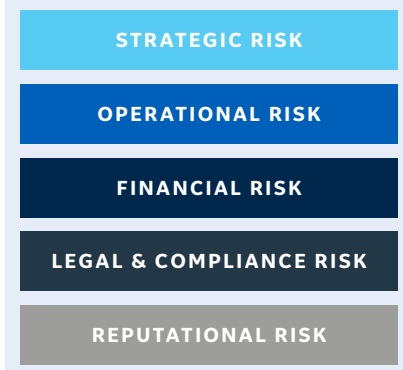 STRATEGIC RISK
OPERATIONAL RISK
FINANCIAL RISK
LEGAL & COMPLIANCE RISK
REPUTATIONAL RISK